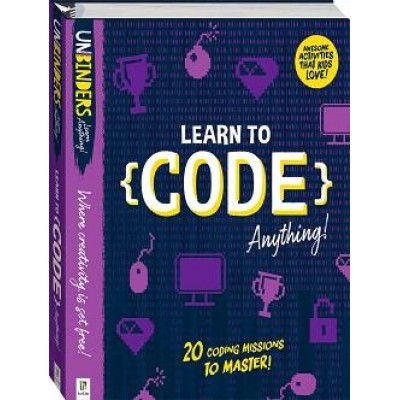 UNBINDERS
Learn Anything!
Where creativity is set free!
AWESOME
ACTIVITIES
THAT KIDS
LOVE!
LEARN TO
{CODE}
Anything!
20 CODING MISSIONS
TO MASTER!
UNBINDERS
LEARN TO {CODE} Anything!